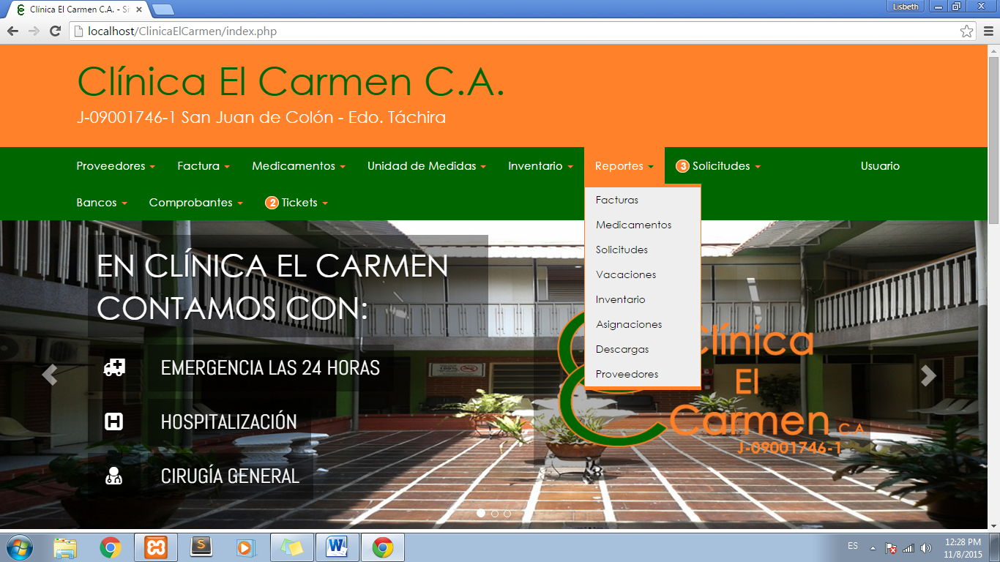 Clínica El Carmen C.A. - Si
Lisbeth
localhost/ClinicaElCarmen/index.php
Clínica El Carmen C.A.
J-09001746-1 San Juan de Colón - Edo. Táchira
Proveedores Factura Medicamentos Unidad de Medidas Inventario Reportes 3 Solicitudes Usuario
Bancos Comprobantes 2 Tickets
Facturas
Medicamentos
Solicitudes
Vacaciones
Inventario
Asignaciones
Descargas
Proveedores
EN CLÍNICA EL CARMEN
CONTAMOS CON:
EMERGENCIA LAS 24 HORAS
H HOSPITALIZACIÓN
CIRUGÍA GENERAL
Clínica
El
Carmen C.A.
J-09001746-1
ES
12:28 PM
11/8/2015